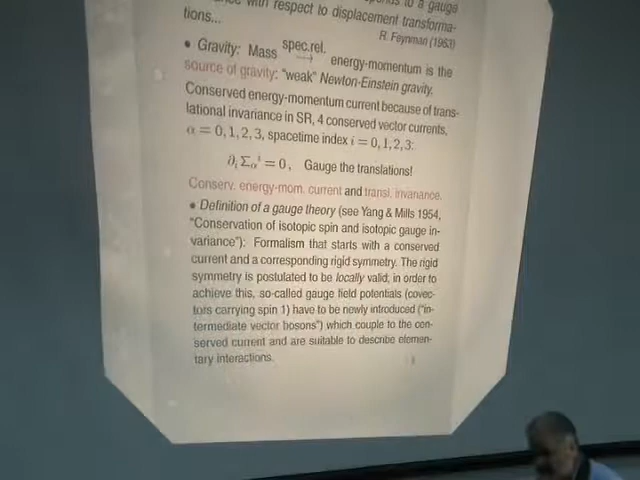 with respect to displacement transforma-
tions...
R. Feynman (1963)
• Gravity: Mass spec.rel. → energy-momentum is the
source of gravity: "weak" Newton-Einstein gravity.
Conserved energy-momentum current because of trans-
lational invariance in SR, 4 conserved vector currents,
α = 0, 1, 2, 3, spacetime index i = 0, 1, 2, 3:
∂ᵢ Σαⁱ = 0, Gauge the translations!
Conserv. energy-mom. current and transl. invariance.
• Definition of a gauge theory (see Yang & Mills 1954,
"Conservation of isotopic spin and isotopic gauge in-
variance"): Formalism that starts with a conserved
current and a corresponding rigid symmetry. The rigid
symmetry is postulated to be locally valid; in order to
achieve this, so-called gauge field potentials (covec-
tors carrying spin 1) have to be newly introduced ("in-
termediate vector bosons") which couple to the con-
served current and are suitable to describe elemen-
tary interactions.